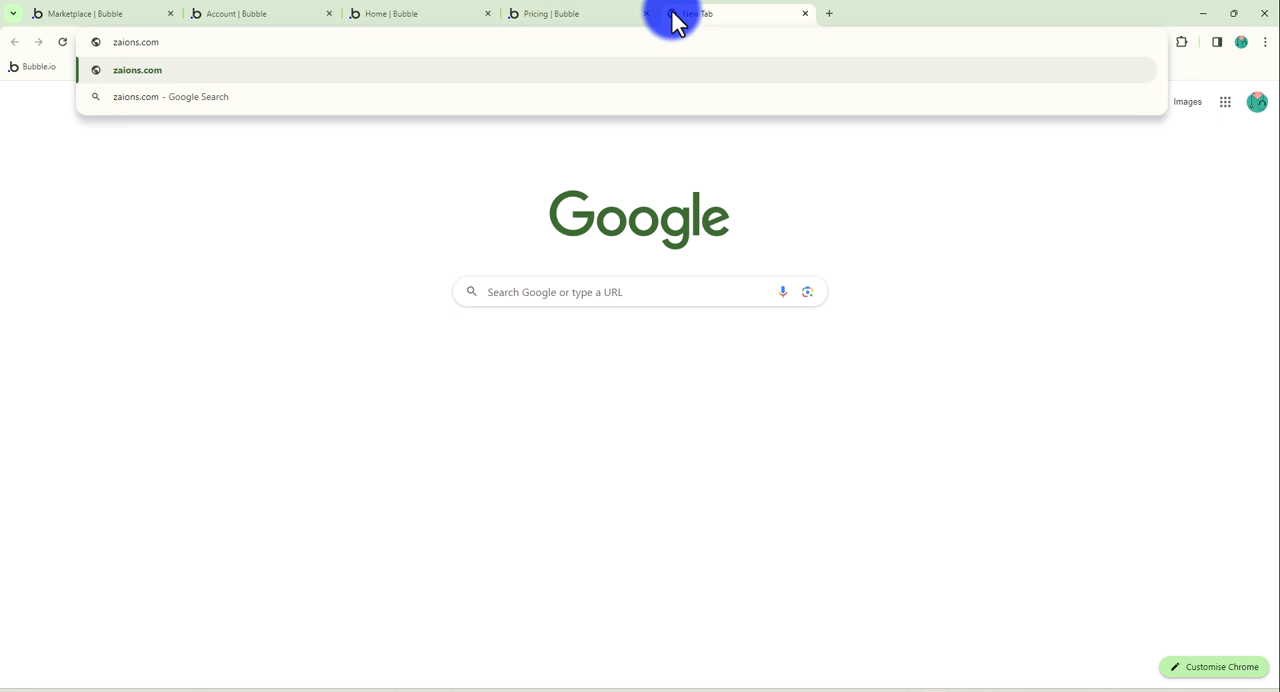 Marketplace | Bubble
Account | Bubble
Home | Bubble
Pricing | Bubble
Tab
zaions.com
Bubble.io
zaions.com
zaions.com - Google Search
Images
Google
Search Google or type a URL
Customise Chrome